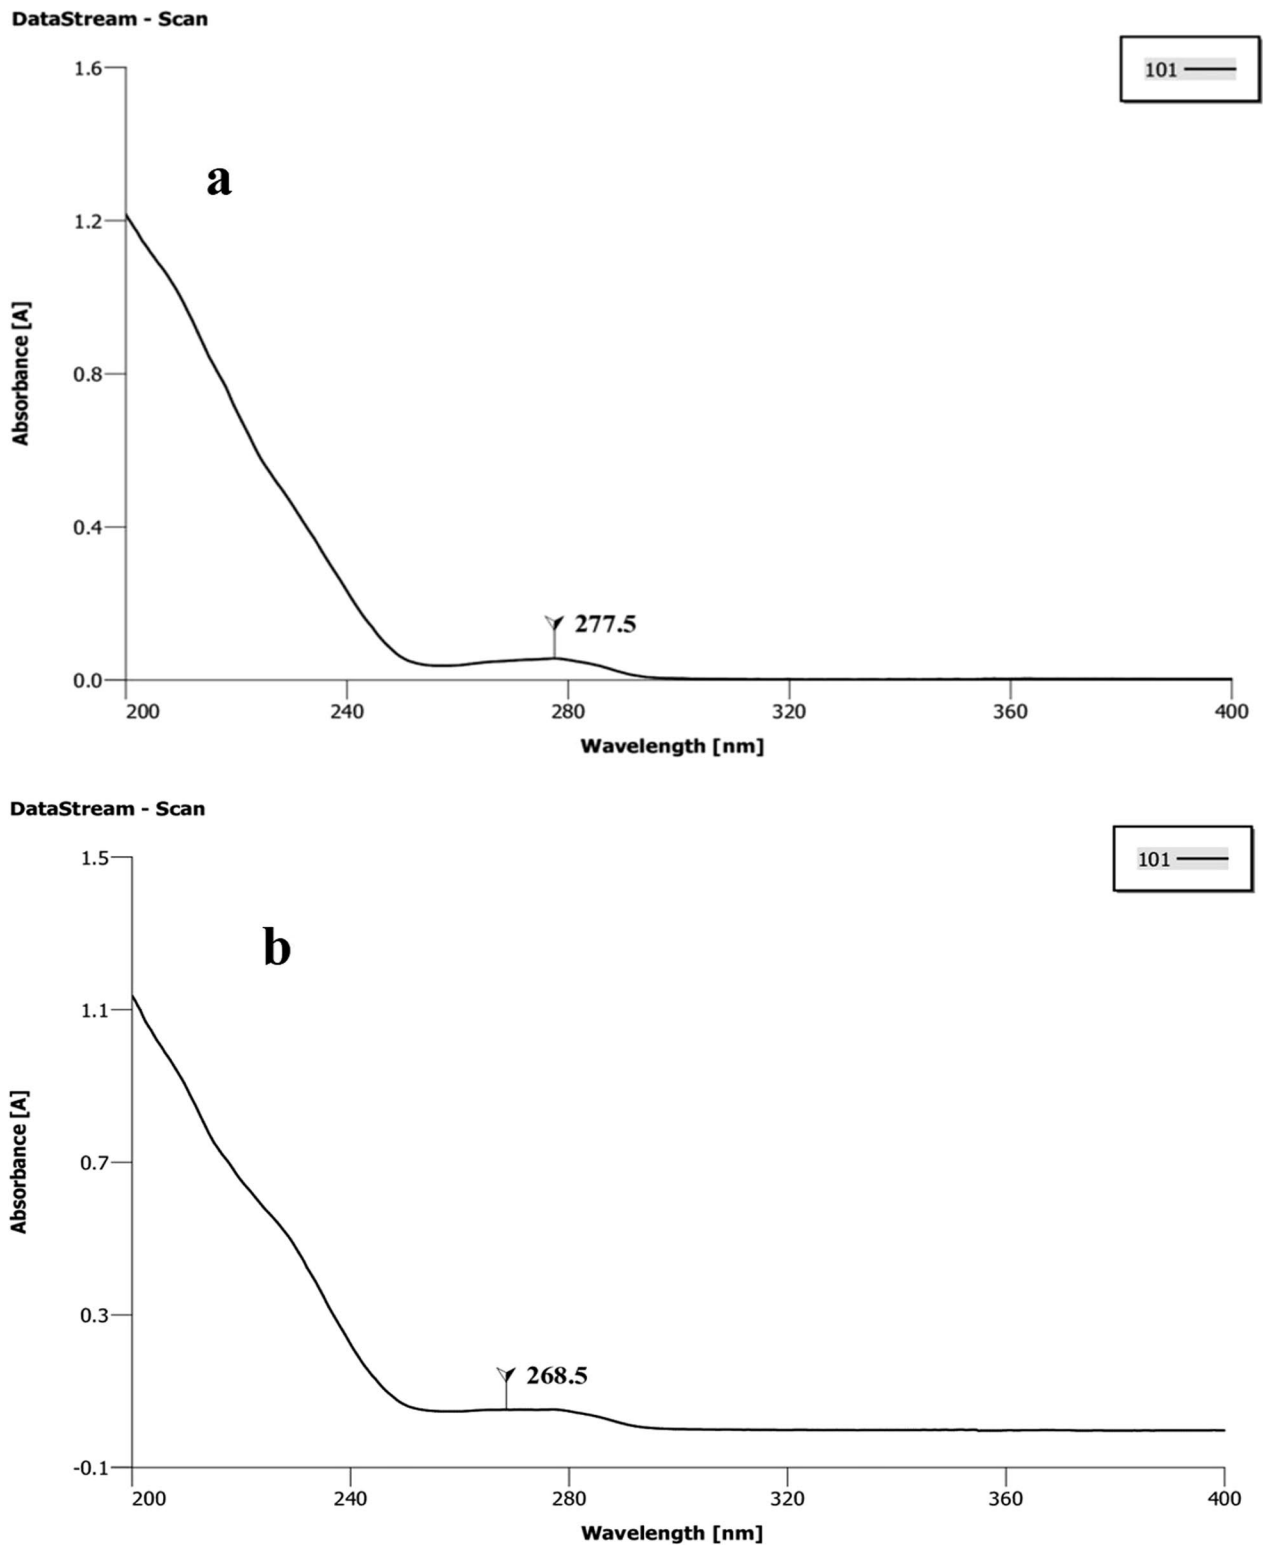 DataStream - Scan
101
1.6
a
1.2
Absorbance [A]
0.8
0.4
277.5
0.0
200 240 280 320 360 400
Wavelength [nm]
DataStream - Scan
101
1.5
b
1.1
Absorbance [A]
0.7
0.3
268.5
-0.1
200 240 280 320 360 400
Wavelength [nm]